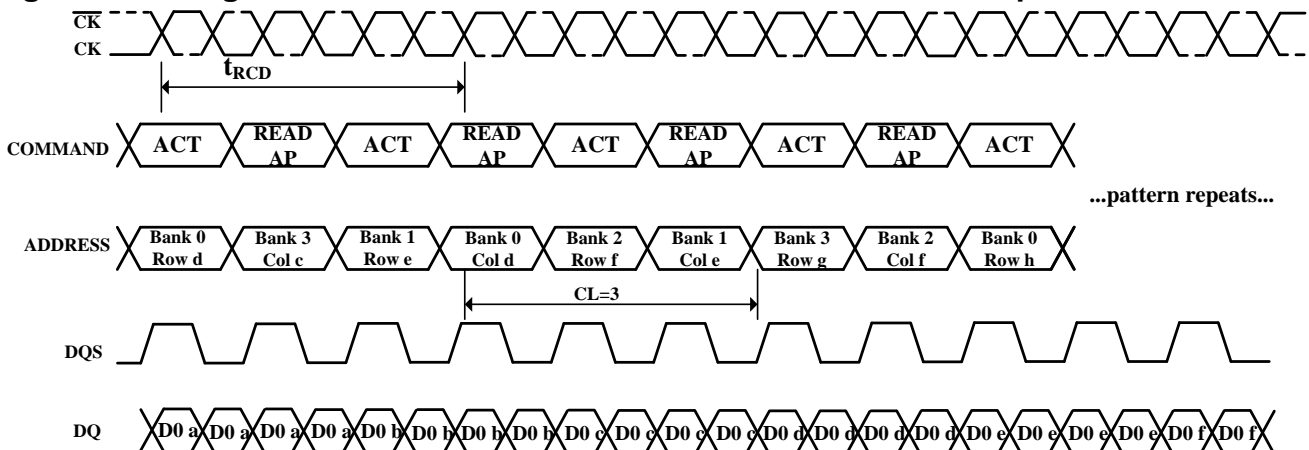 CK
CK
tRCD
COMMAND ACT READ AP ACT READ AP ACT READ AP ACT READ AP ACT
...pattern repeats...
ADDRESS Bank 0 Row d Bank 3 Col c Bank 1 Row e Bank 0 Col d Bank 2 Row f Bank 1 Col e Bank 3 Row g Bank 2 Col f Bank 0 Row h
CL=3
DQS
DQ D0 a D0 a D0 a D0 a D0 b D0 b D0 b D0 b D0 c D0 c D0 c D0 c D0 d D0 d D0 d D0 d D0 e D0 e D0 e D0 e D0 f D0 f